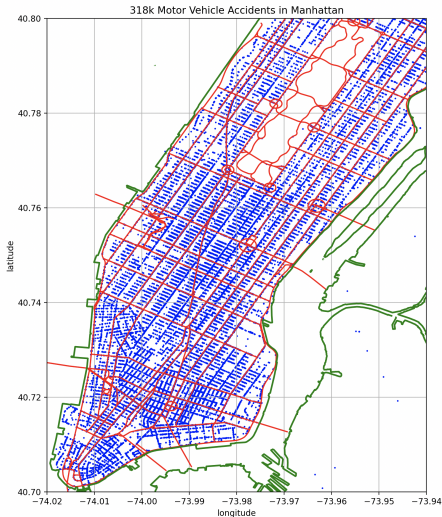 318k Motor Vehicle Accidents in Manhattan
40.80
40.78
40.76
40.74
40.72
40.70
latitude
−74.02 −74.01 −74.00 −73.99 −73.98 −73.97 −73.96 −73.95 −73.94
longitude